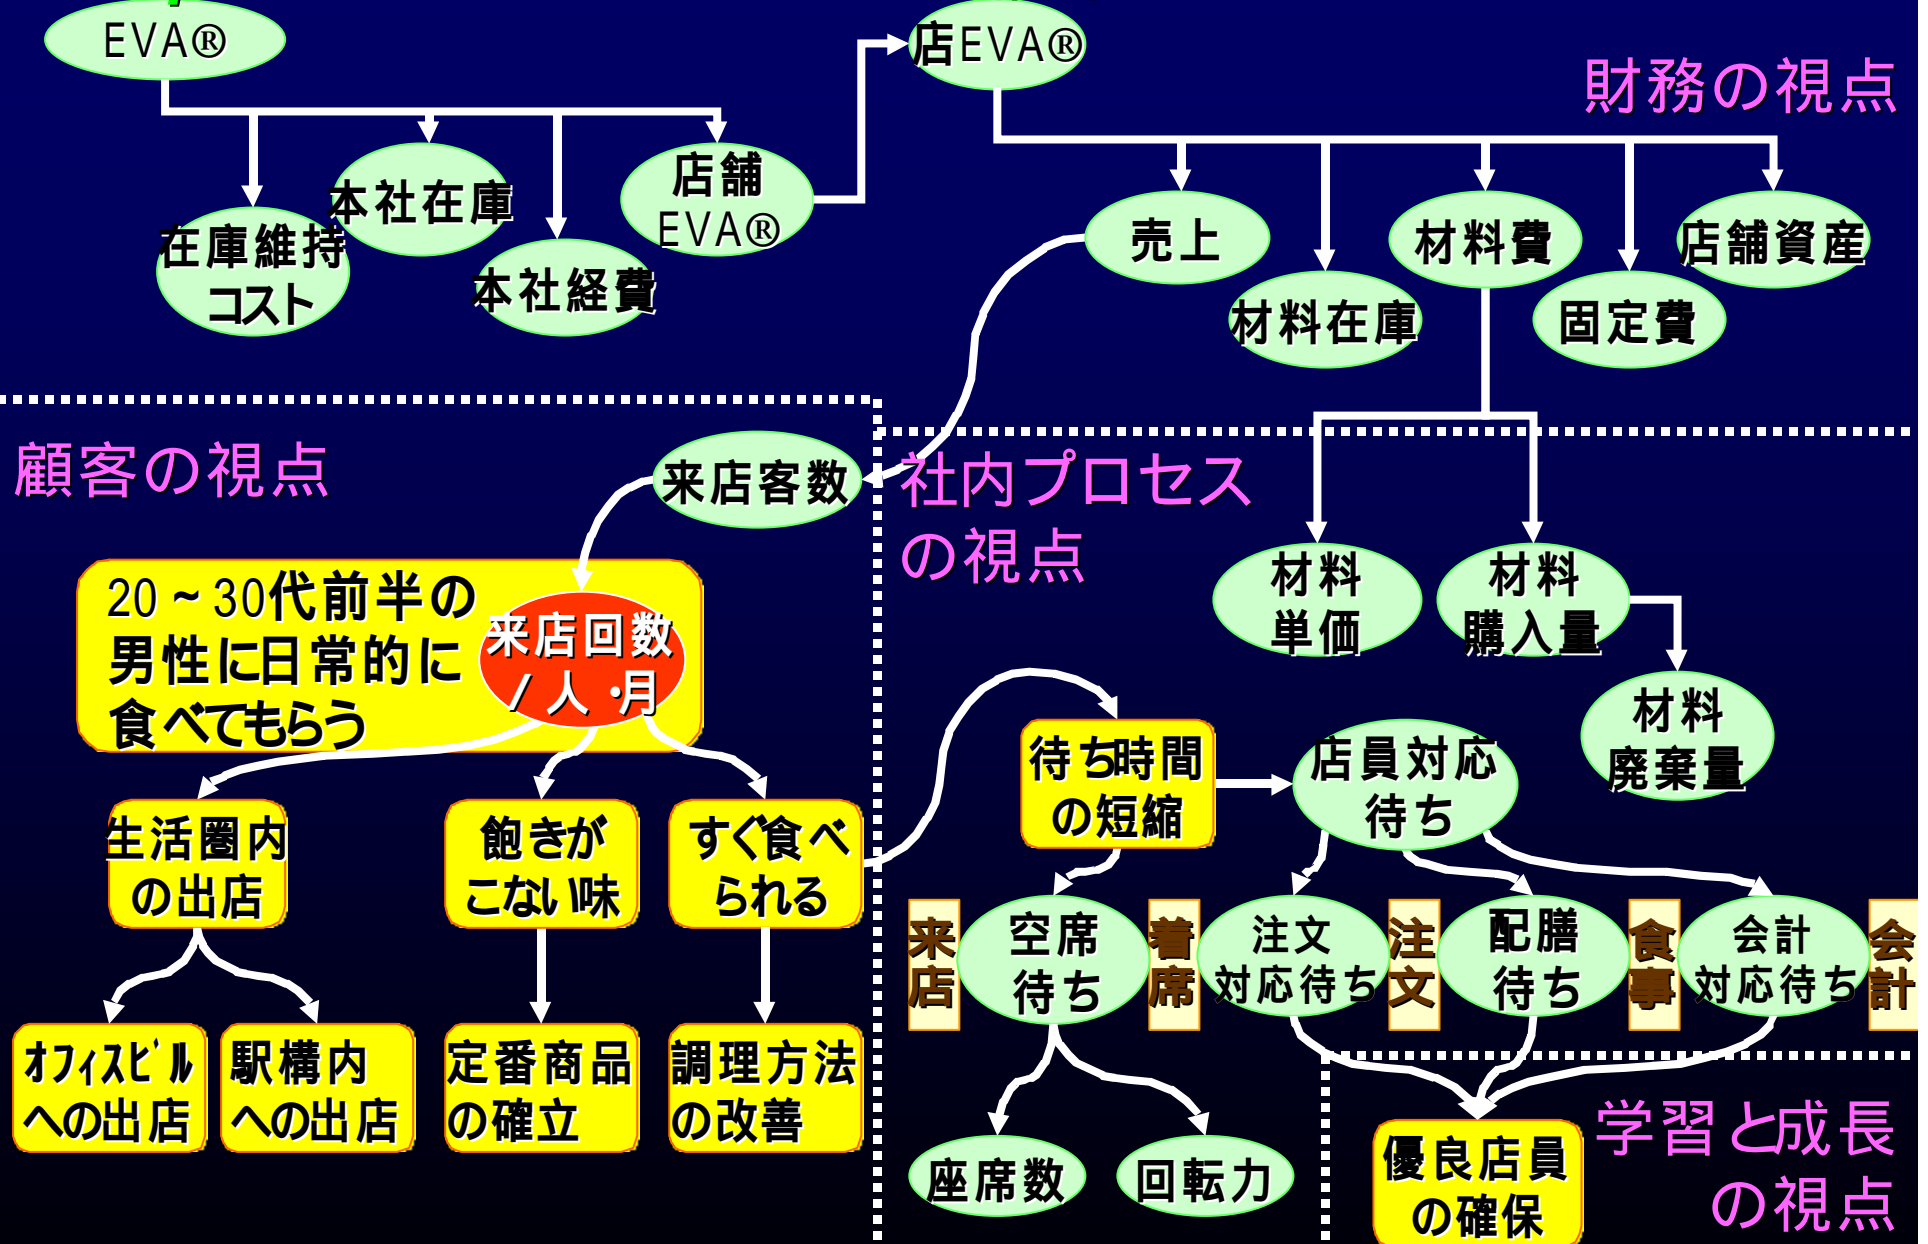 EVA®
店EVA®
財務の視点
本社在庫
店舗
EVA®
在庫維持
コスト
本社経費
売上
材料費
店舗資産
材料在庫
固定費
顧客の視点
来店客数
社内プロセス
の視点
20～30代前半の
男性に日常的に
食べてもらう
来店回数
/人・月
材料
単価
材料
購入量
材料
廃棄量
待ち時間
の短縮
店員対応
待ち
生活圏内
の出店
飽きが
こない味
すぐ食べ
られる
来店
空席
待ち
着席
注文
対応待ち
注文
配膳
待ち
食事
会計
対応待ち
会計
ｵﾌｨｽﾋﾞﾙ
への出店
駅構内
への出店
定番商品
の確立
調理方法
の改善
座席数
回転力
優良店員
の確保
学習と成長
の視点